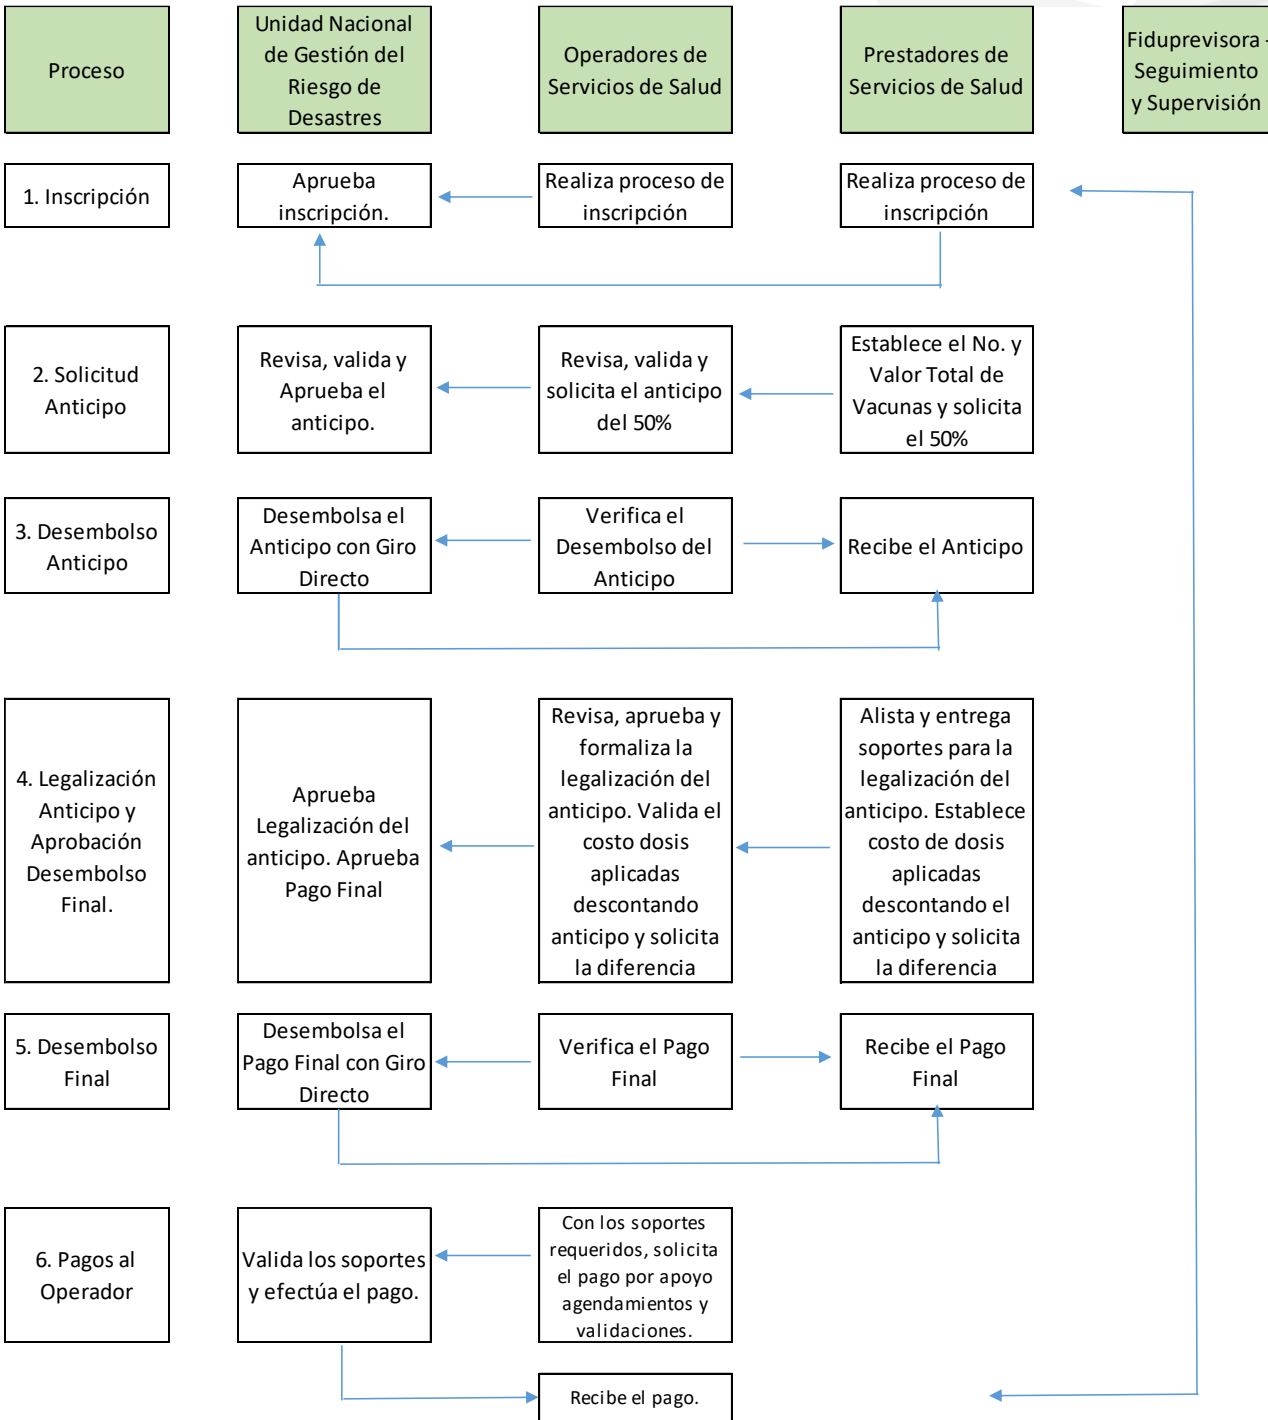 Proceso
Unidad Nacional
de Gestión del
Riesgo de
Desastres
Operadores de
Servicios de Salud
Prestadores de
Servicios de Salud
Fiduprevisora -
Seguimiento
y Supervisión
1. Inscripción
Aprueba
inscripción.
Realiza proceso de
inscripción
Realiza proceso de
inscripción
2. Solicitud
Anticipo
Revisa, valida y
Aprueba el
anticipo.
Revisa, valida y
solicita el anticipo
del 50%
Establece el No. y
Valor Total de
Vacunas y solicita
el 50%
3. Desembolso
Anticipo
Desembolsa el
Anticipo con Giro
Directo
Verifica el
Desembolso del
Anticipo
Recibe el Anticipo
4. Legalización
Anticipo y
Aprobación
Desembolso
Final.
Aprueba
Legalización del
anticipo. Aprueba
Pago Final
Revisa, aprueba y
formaliza la
legalización del
anticipo. Valida el
costo dosis
aplicadas
descontando
anticipo y solicita
la diferencia
Alista y entrega
soportes para la
legalización del
anticipo. Establece
costo de dosis
aplicadas
descontando el
anticipo y solicita
la diferencia
5. Desembolso
Final
Desembolsa el
Pago Final con Giro
Directo
Verifica el Pago
Final
Recibe el Pago
Final
6. Pagos al
Operador
Valida los soportes
y efectúa el pago.
Con los soportes
requeridos, solicita
el pago por apoyo
agendamientos y
validaciones.
Recibe el pago.